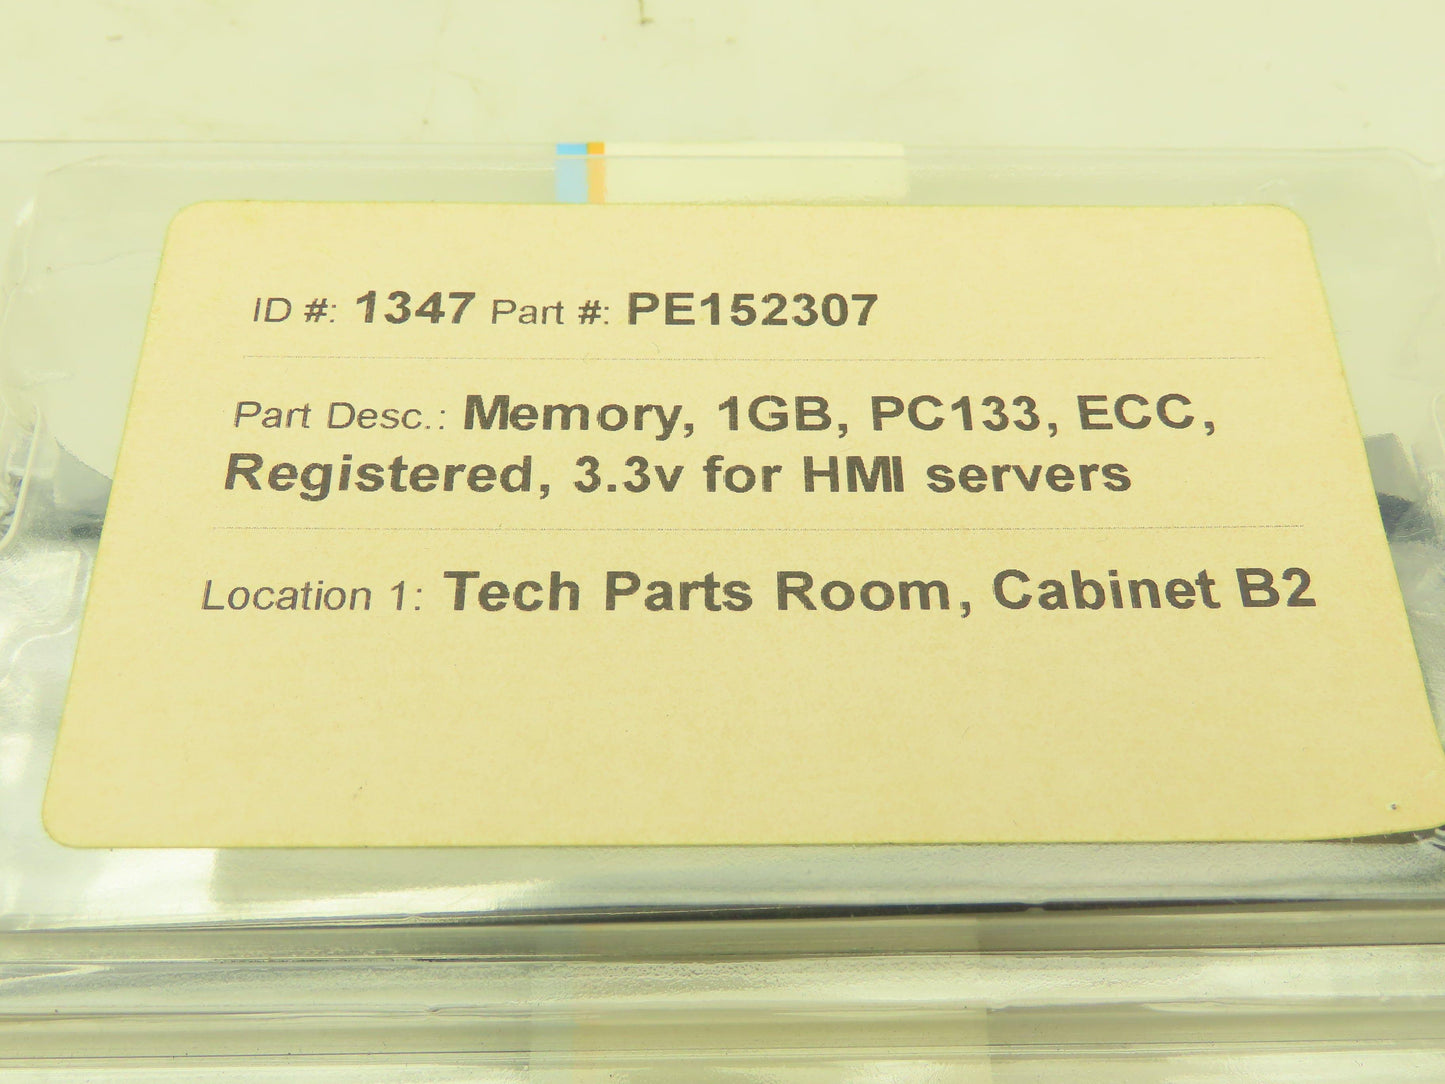 ID #: 1347 Part #: PE152307
Part Desc.: Memory, 1GB, PC133, ECC,
Registered, 3.3v for HMI servers
Location 1: Tech Parts Room, Cabinet B2